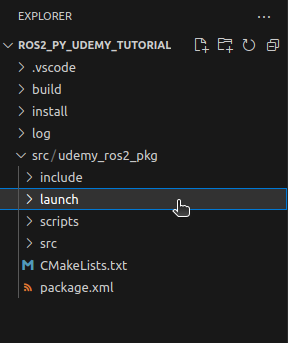 EXPLORER
ROS2_PY_UDEMY_TUTORIAL
.vscode
build
install
log
src/udemy_ros2_pkg
include
launch
scripts
src
CMakeLists.txt
package.xml